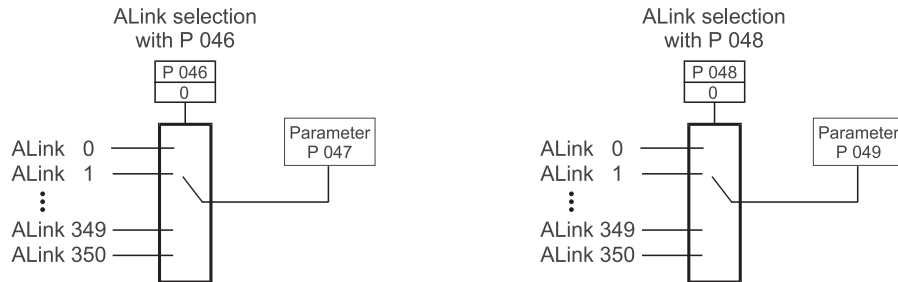 ALink selection
with P 046
P 046
0
ALink 0
ALink 1
ALink 349
ALink 350
Parameter
P 047
ALink selection
with P 048
P 048
0
ALink 0
ALink 1
ALink 349
ALink 350
Parameter
P 049